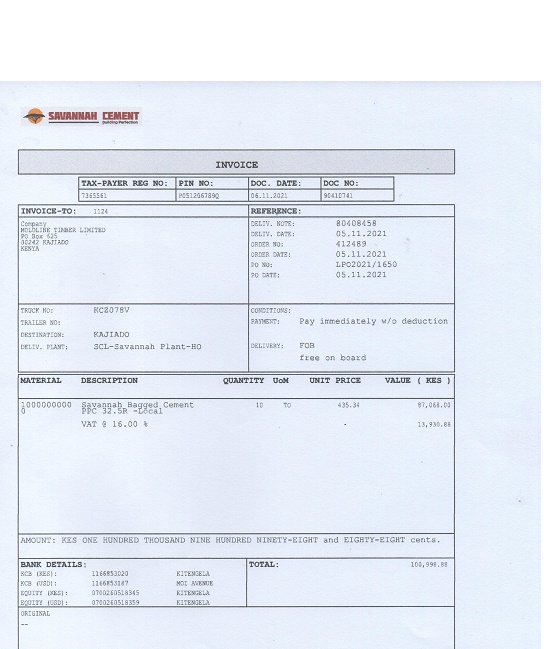 SAVANNAH CEMENT
Building Perfection
INVOICE
TAX-PAYER REG NO: PIN NO: DOC. DATE: DOC NO:
7365561 P051206789Q 06.11.2021 90410741
INVOICE-TO: 1124 REFERENCE:
Company
MOLDLINE TIMBER LIMITED
PO Box 625
00242 KAJIADO
KENYA
DELIV. NOTE: 80408458
DELIV. DATE: 05.11.2021
ORDER NO: 412489
ORDER DATE: 05.11.2021
PO NO: LPO2021/1650
PO DATE: 05.11.2021
TRUCK NO: KCZ078V
TRAILER NO:
DESTINATION: KAJIADO
DELIV. PLANT: SCL-Savannah Plant-HO
CONDITIONS:
PAYMENT: Pay immediately w/o deduction
DELIVERY: FOB
free on board
MATERIAL DESCRIPTION QUANTITY UoM UNIT PRICE VALUE ( KES )
1000000000 Savannah Bagged Cement 10 TO 435.34 87,068.00
0 PPC 32.5R -Local
VAT @ 16.00 % 13,930.88
AMOUNT: KES ONE HUNDRED THOUSAND NINE HUNDRED NINETY-EIGHT and EIGHTY-EIGHT cents.
BANK DETAILS: TOTAL: 100,998.88
KCB (KES): 1166853020 KITENGELA
KCB (USD): 1166853187 MOI AVENUE
EQUITY (KES): 0700260518345 KITENGELA
EQUITY (USD): 0700260518359 KITENGELA
ORIGINAL
--